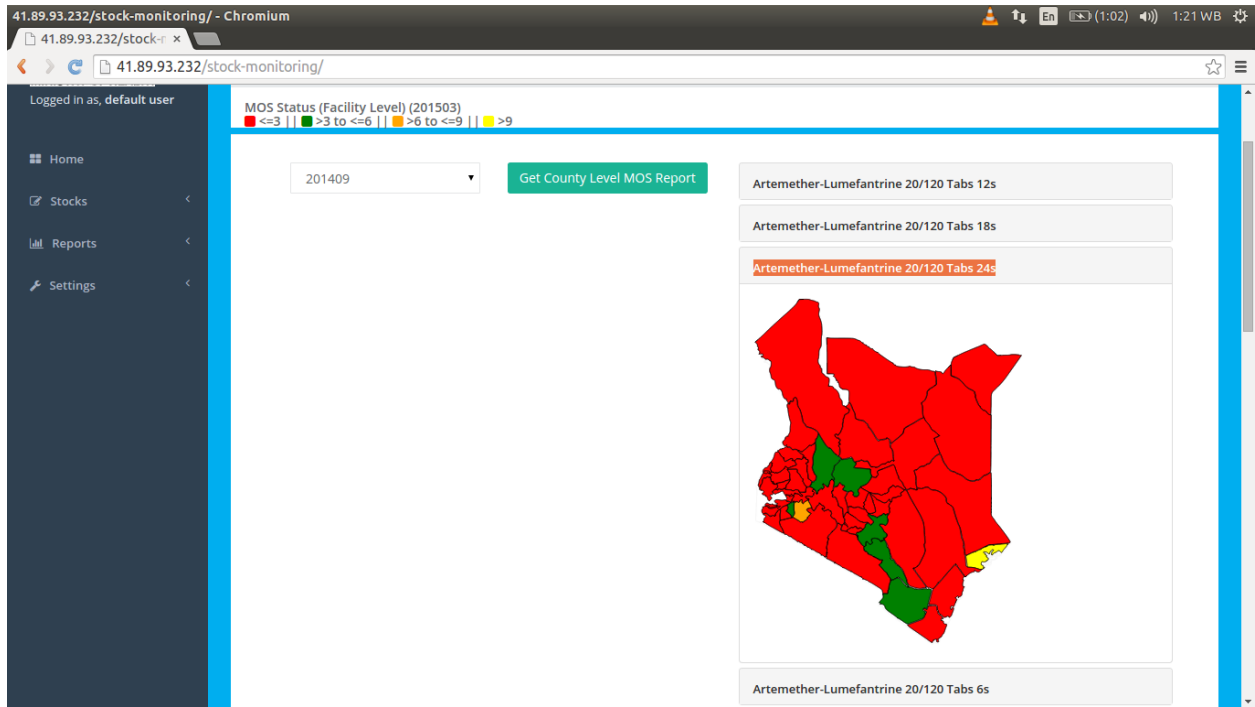 41.89.93.232/stock-monitoring/ - Chromium
En (1:02) 1:21 WB
41.89.93.232/stock-r ×
41.89.93.232/stock-monitoring/
Logged in as, default user
MOS Status (Facility Level) (201503)
<=3 || >3 to <=6 || >6 to <=9 || >9
Home
Stocks
Reports
Settings
201409
Get County Level MOS Report
Artemether-Lumefantrine 20/120 Tabs 12s
Artemether-Lumefantrine 20/120 Tabs 18s
Artemether-Lumefantrine 20/120 Tabs 24s
Artemether-Lumefantrine 20/120 Tabs 6s